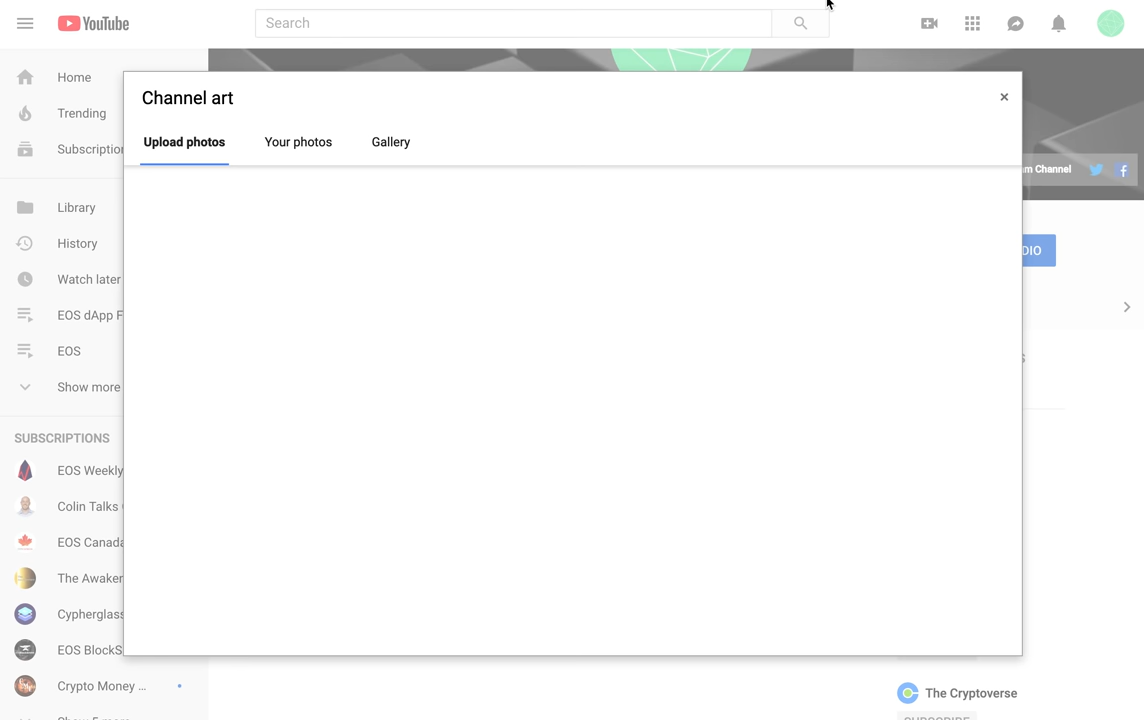 YouTube
Search
Channel art
×
Upload photos
Your photos
Gallery
Home
Trending
Subscription
Library
History
Watch later
EOS dApp F
EOS
Show more
SUBSCRIPTIONS
EOS Weekly
Colin Talks
EOS Canada
The Awaken
Cypherglass
EOS BlockS
Crypto Money ...
m Channel
DIO
The Cryptoverse
SUBSCRIBE